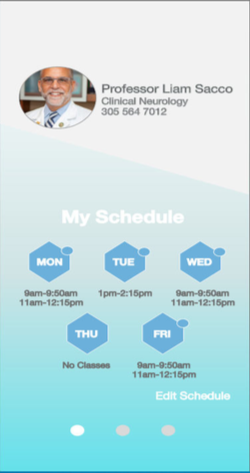 Professor Liam Sacco
Clinical Neurology
305 564 7012
My Schedule
MON
TUE
WED
9am-9:50am
11am-12:15pm
1pm-2:15pm
9am-9:50am
11am-12:15pm
THU
FRI
No Classes
9am-9:50am
11am-12:15pm
Edit Schedule